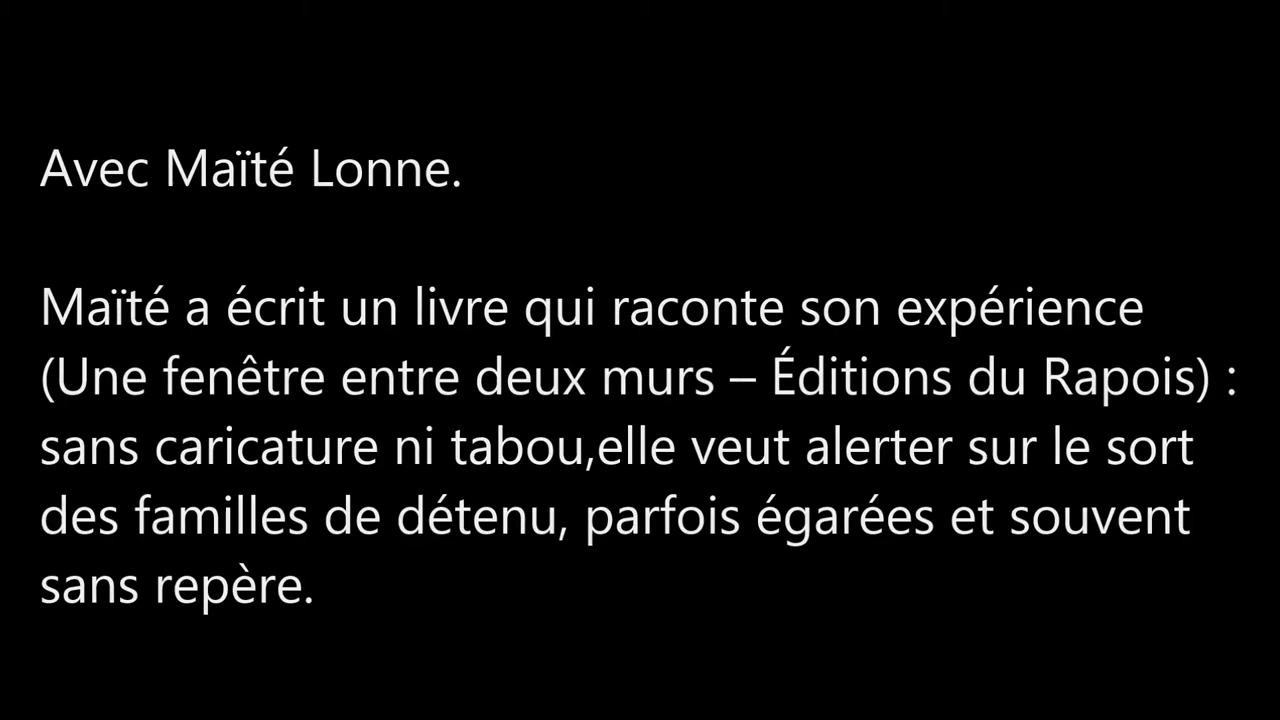 Avec Maïté Lonne.
Maïté a écrit un livre qui raconte son expérience
(Une fenêtre entre deux murs – Éditions du Rapois) :
sans caricature ni tabou,elle veut alerter sur le sort
des familles de détenu, parfois égarées et souvent
sans repère.